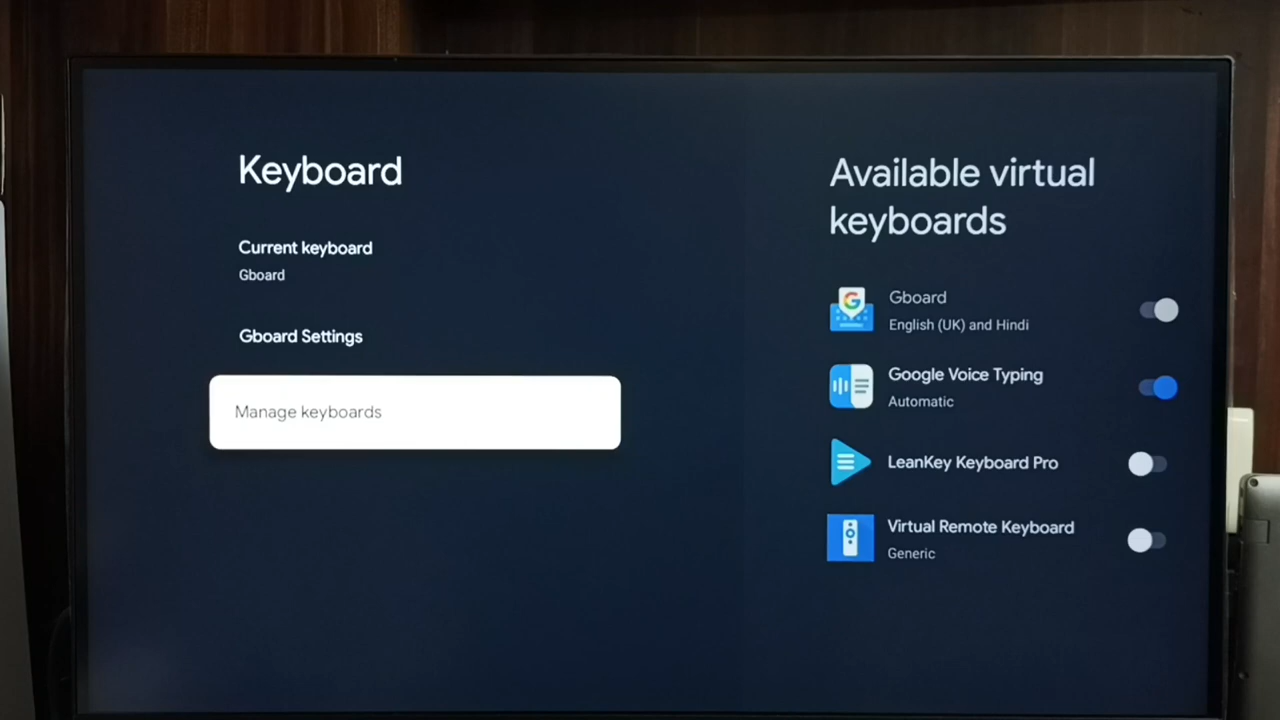 Keyboard
Current keyboard
Gboard
Gboard Settings
Manage keyboards
Available virtual
keyboards
Gboard
English (UK) and Hindi
Google Voice Typing
Automatic
LeanKey Keyboard Pro
Virtual Remote Keyboard
Generic